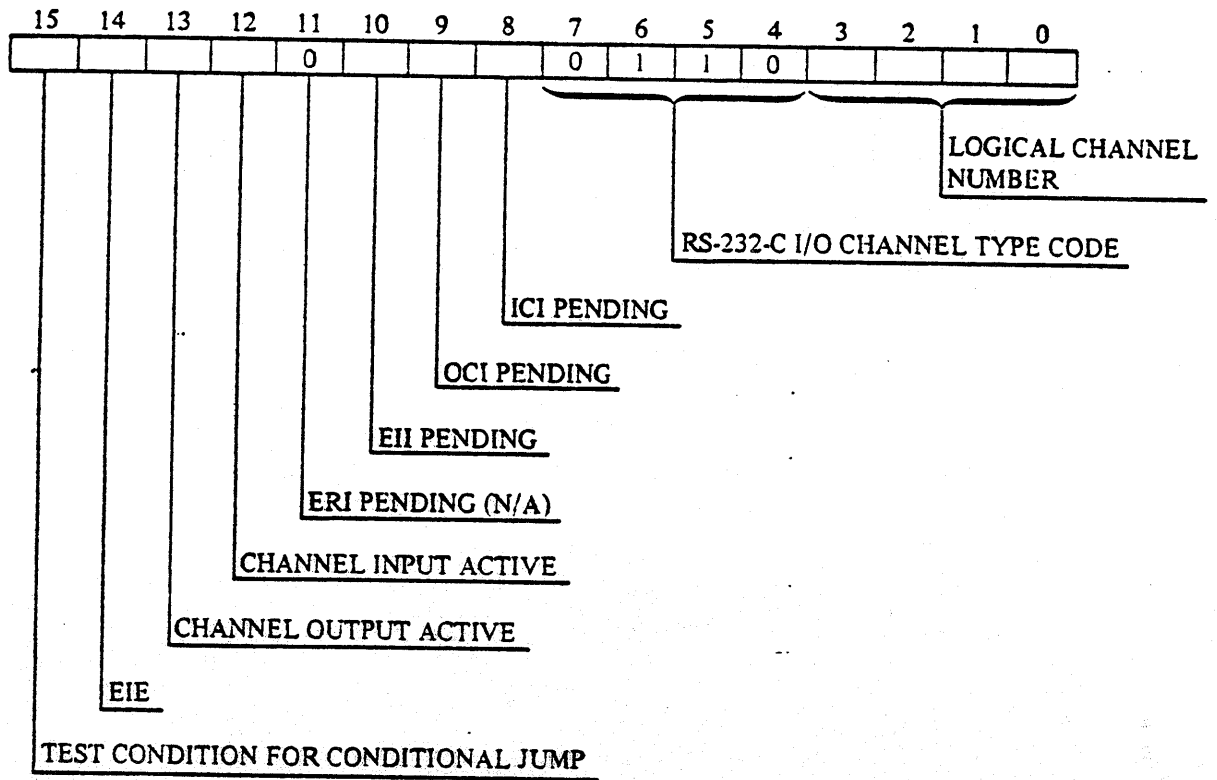 15 14 13 12 11 10 9 8 7 6 5 4 3 2 1 0
0 0 1 1 0
LOGICAL CHANNEL
NUMBER
RS-232-C I/O CHANNEL TYPE CODE
ICI PENDING
OCI PENDING
EII PENDING
ERI PENDING (N/A)
CHANNEL INPUT ACTIVE
CHANNEL OUTPUT ACTIVE
EIE
TEST CONDITION FOR CONDITIONAL JUMP